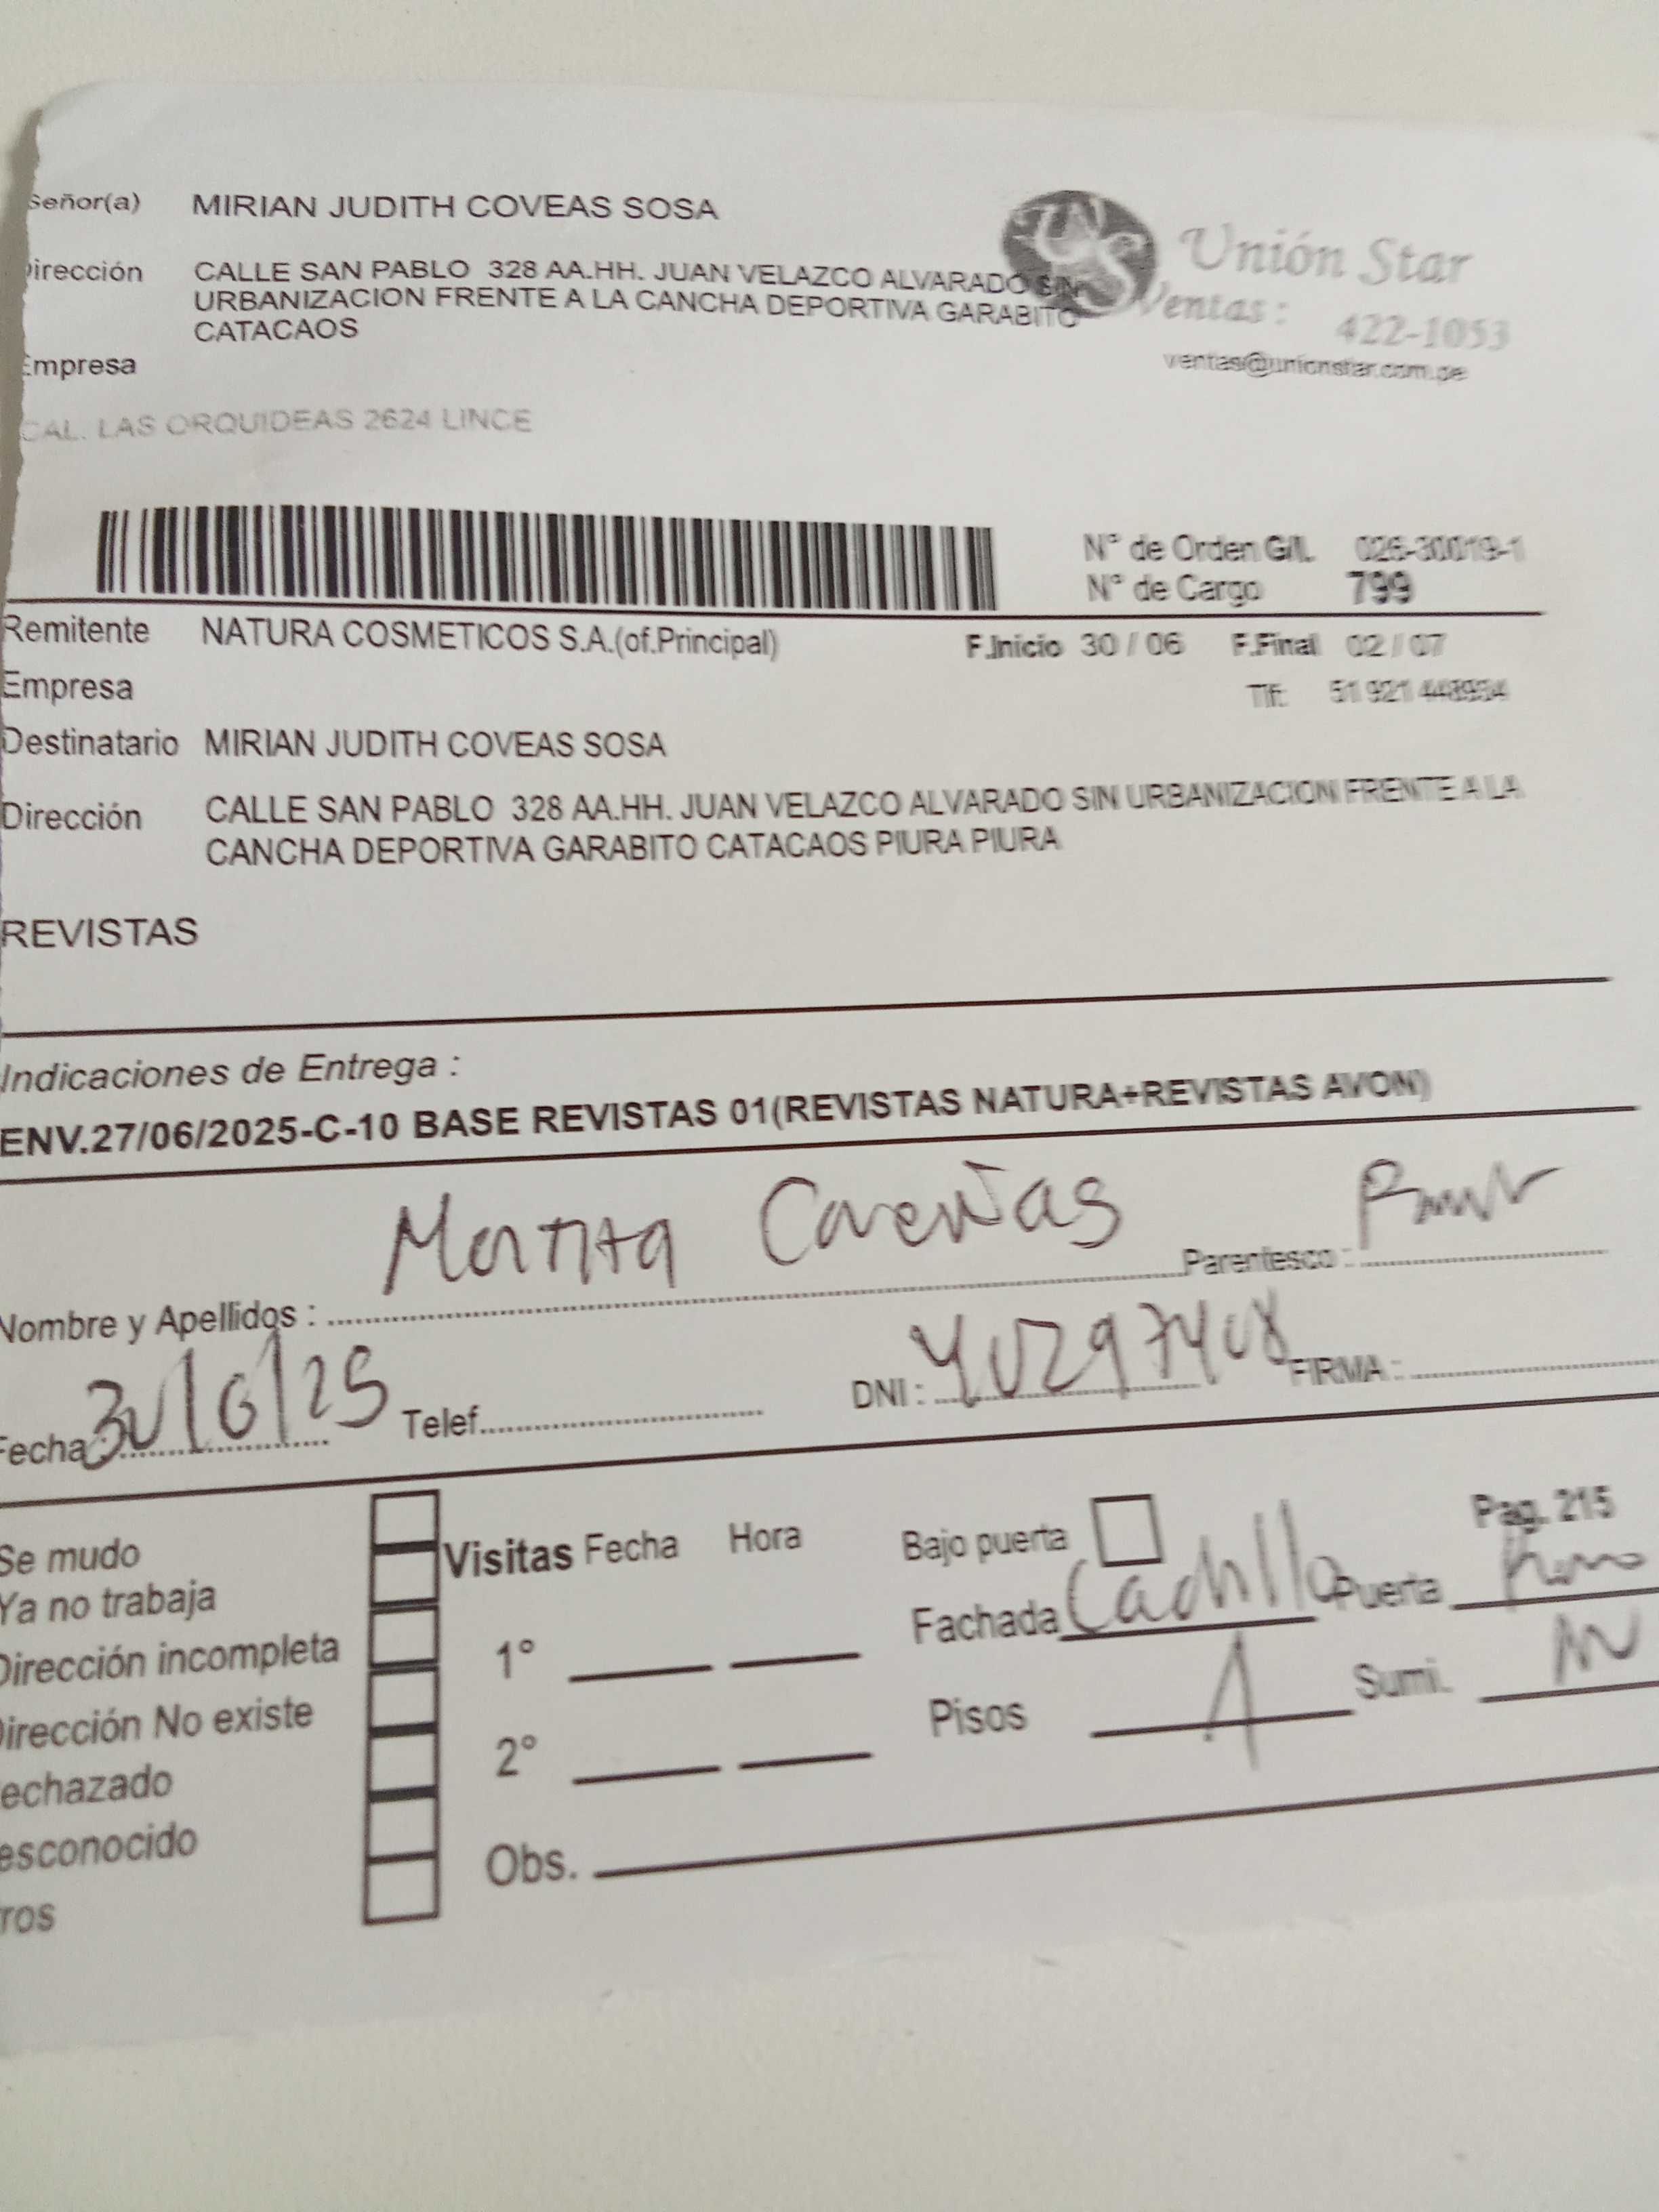 Señor(a) MIRIAN JUDITH COVEAS SOSA
Dirección CALLE SAN PABLO 328 AA.HH. JUAN VELAZCO ALVARADO SIN
URBANIZACION FRENTE A LA CANCHA DEPORTIVA GARABITO
CATACAOS
Empresa
US Unión Star
Ventas: 422-1053
ventas@unionstar.com.pe
CAL. LAS ORQUIDEAS 2624 LINCE
N° de Orden G/L 026-30019-1
N° de Cargo 799
Remitente NATURA COSMETICOS S.A.(of.Principal) F.Inicio 30 / 06 F.Final 02 / 07
Empresa Tlf: 51 921 448934
Destinatario MIRIAN JUDITH COVEAS SOSA
Dirección CALLE SAN PABLO 328 AA.HH. JUAN VELAZCO ALVARADO SIN URBANIZACION FRENTE A LA
CANCHA DEPORTIVA GARABITO CATACAOS PIURA PIURA
REVISTAS
Indicaciones de Entrega :
ENV.27/06/2025-C-10 BASE REVISTAS 01(REVISTAS NATURA+REVISTAS AVON)
Nombre y Apellidos : Parentesco :
Fecha: 30/6/25 Telef. DNI : 40297408 FIRMA :
Se mudo
Ya no trabaja
Dirección incompleta
Dirección No existe
echazado
esconocido
ros
Visitas Fecha Hora
1°
2°
Obs.
Bajo puerta Pag. 215
Fachada Ladrillo Puerta
Pisos 1 Sumi.